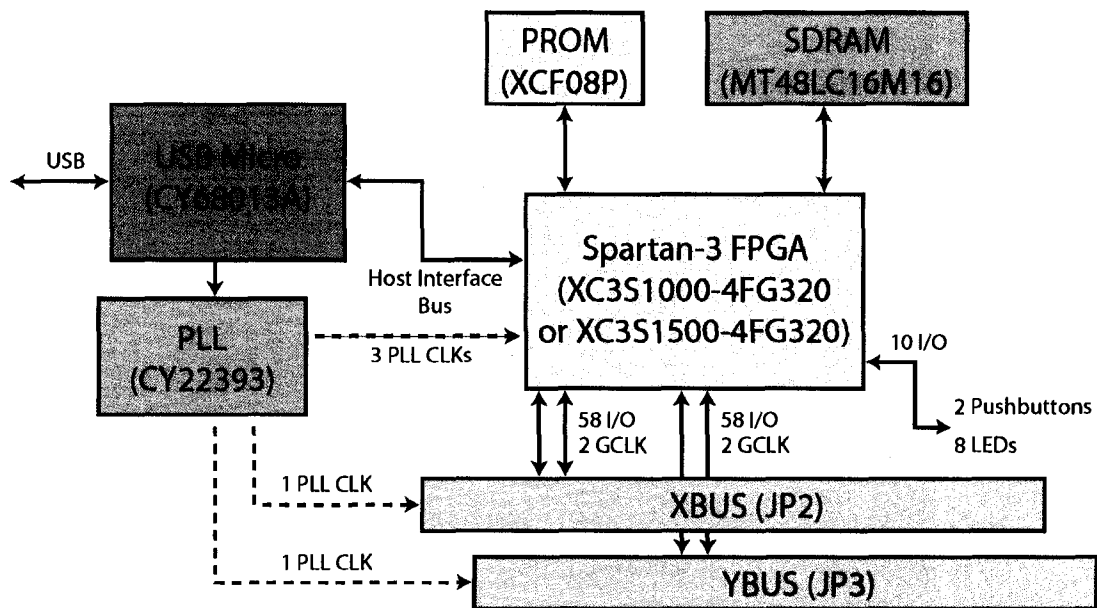 PROM
(XCF08P)
SDRAM
(MT48LC16M16)
USB
USB Micro
(CY68013A)
Host Interface
Bus
Spartan-3 FPGA
(XC3S1000-4FG320
or XC3S1500-4FG320)
PLL
(CY22393)
3 PLL CLKs
10 I/O
2 Pushbuttons
8 LEDs
58 I/O
2 GCLK
58 I/O
2 GCLK
1 PLL CLK
XBUS (JP2)
1 PLL CLK
YBUS (JP3)